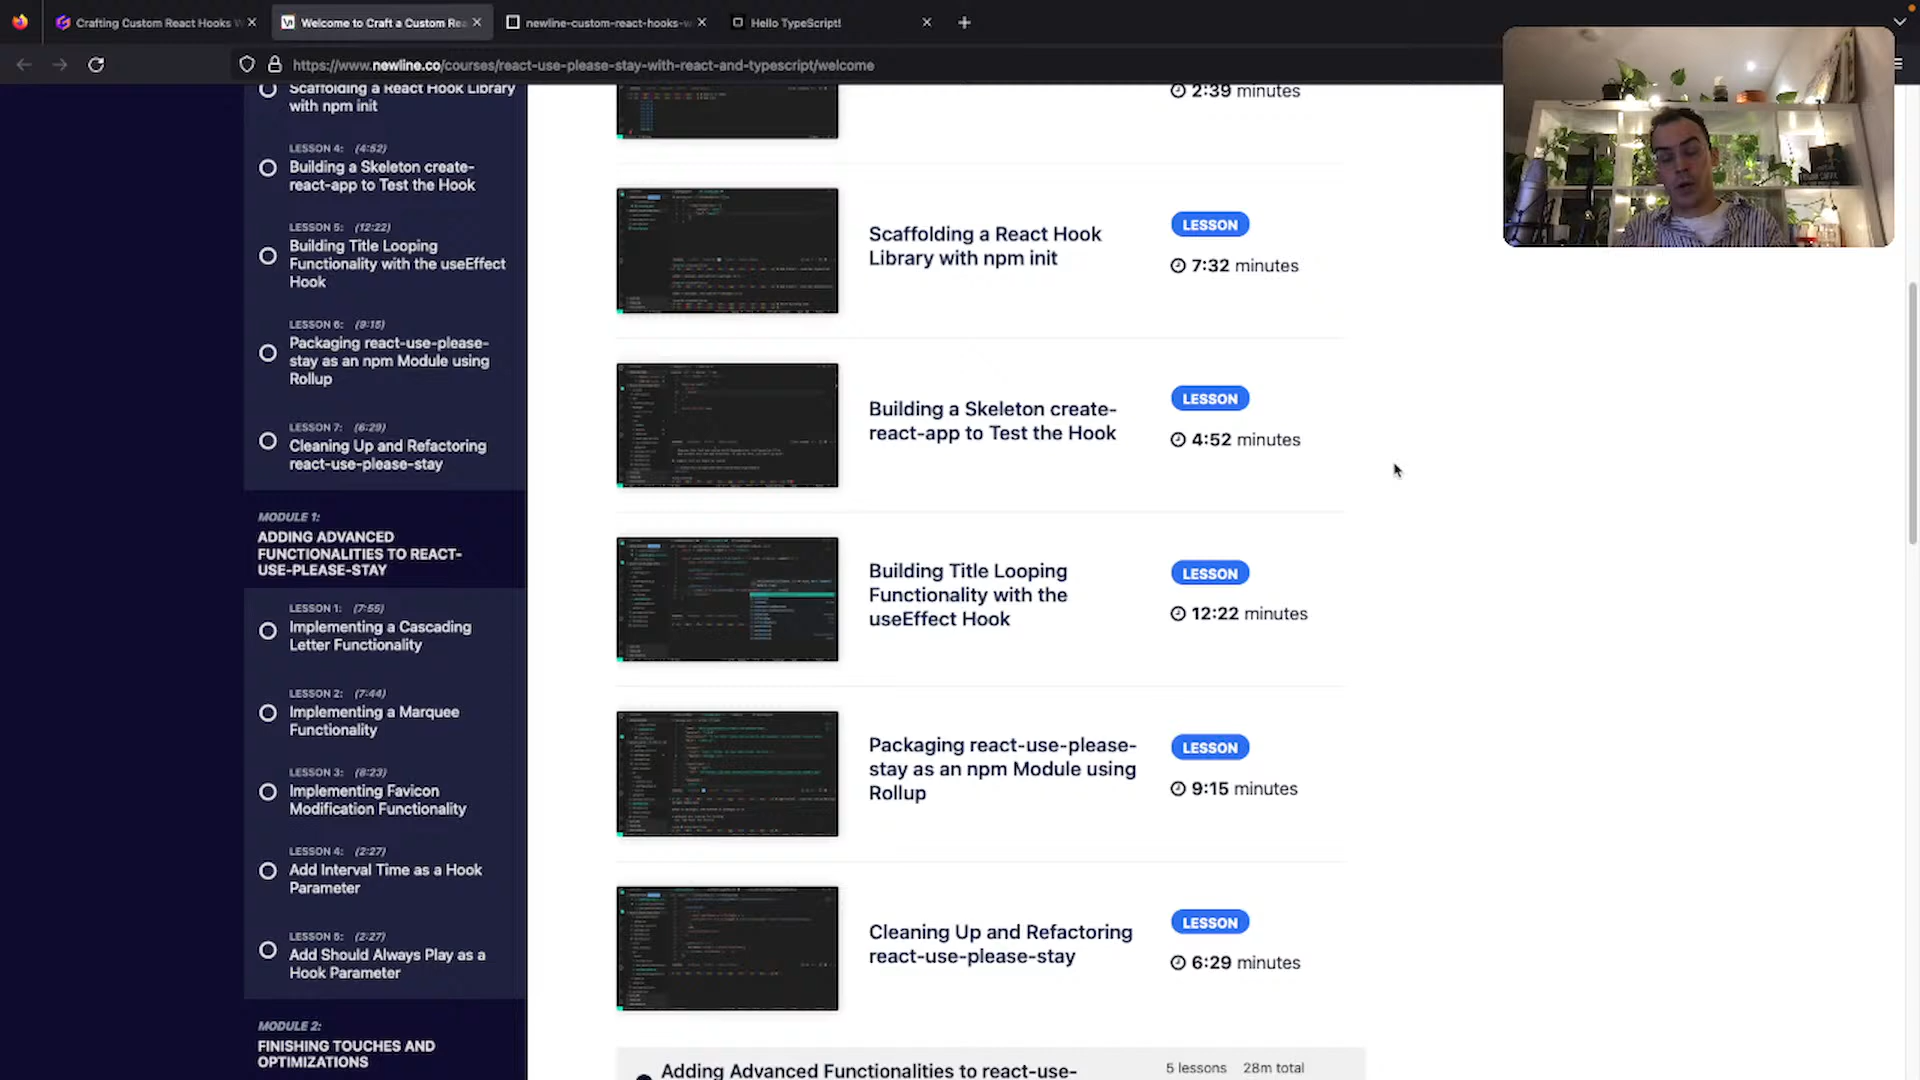 Crafting Custom React Hooks W
Welcome to Craft a Custom Rea
newline-custom-react-hooks-w
Hello TypeScript!
https://www.newline.co/courses/react-use-please-stay-with-react-and-typescript/welcome
Scaffolding a React Hook Library
with npm init
LESSON 4: (4:52)
Building a Skeleton create-
react-app to Test the Hook
LESSON 5: (12:22)
Building Title Looping
Functionality with the useEffect
Hook
LESSON 6: (9:15)
Packaging react-use-please-
stay as an npm Module using
Rollup
LESSON 7: (6:29)
Cleaning Up and Refactoring
react-use-please-stay
MODULE 1:
ADDING ADVANCED
FUNCTIONALITIES TO REACT-
USE-PLEASE-STAY
LESSON 1: (7:55)
Implementing a Cascading
Letter Functionality
LESSON 2: (7:44)
Implementing a Marquee
Functionality
LESSON 3: (8:23)
Implementing Favicon
Modification Functionality
LESSON 4: (2:27)
Add Interval Time as a Hook
Parameter
LESSON 5: (2:27)
Add Should Always Play as a
Hook Parameter
MODULE 2:
FINISHING TOUCHES AND
OPTIMIZATIONS
2:39 minutes
Scaffolding a React Hook
Library with npm init
LESSON
7:32 minutes
Building a Skeleton create-
react-app to Test the Hook
LESSON
4:52 minutes
Building Title Looping
Functionality with the
useEffect Hook
LESSON
12:22 minutes
Packaging react-use-please-
stay as an npm Module using
Rollup
LESSON
9:15 minutes
Cleaning Up and Refactoring
react-use-please-stay
LESSON
6:29 minutes
Adding Advanced Functionalities to react-use-
5 lessons 28m total